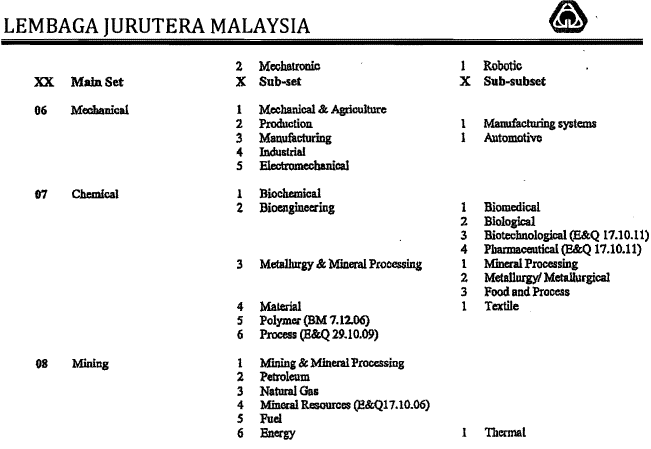 LEMBAGA JURUTERA MALAYSIA
2 Mechatronic 1 Robotic
XX Main Set X Sub-set X Sub-subset
06 Mechanical 1 Mechanical & Agriculture
2 Production 1 Manufacturing systems
3 Manufacturing 1 Automotive
4 Industrial
5 Electromechanical
07 Chemical 1 Biochemical
2 Bioengineering 1 Biomedical
2 Biological
3 Biotechnological (E&Q 17.10.11)
4 Pharmaceutical (E&Q 17.10.11)
3 Metallurgy & Mineral Processing 1 Mineral Processing
2 Metallurgy/ Metallurgical
3 Food and Process
4 Material 1 Textile
5 Polymer (BM 7.12.06)
6 Process (E&Q 29.10.09)
08 Mining 1 Mining & Mineral Processing
2 Petroleum
3 Natural Gas
4 Mineral Resources (E&Q17.10.06)
5 Fuel
6 Energy 1 Thermal